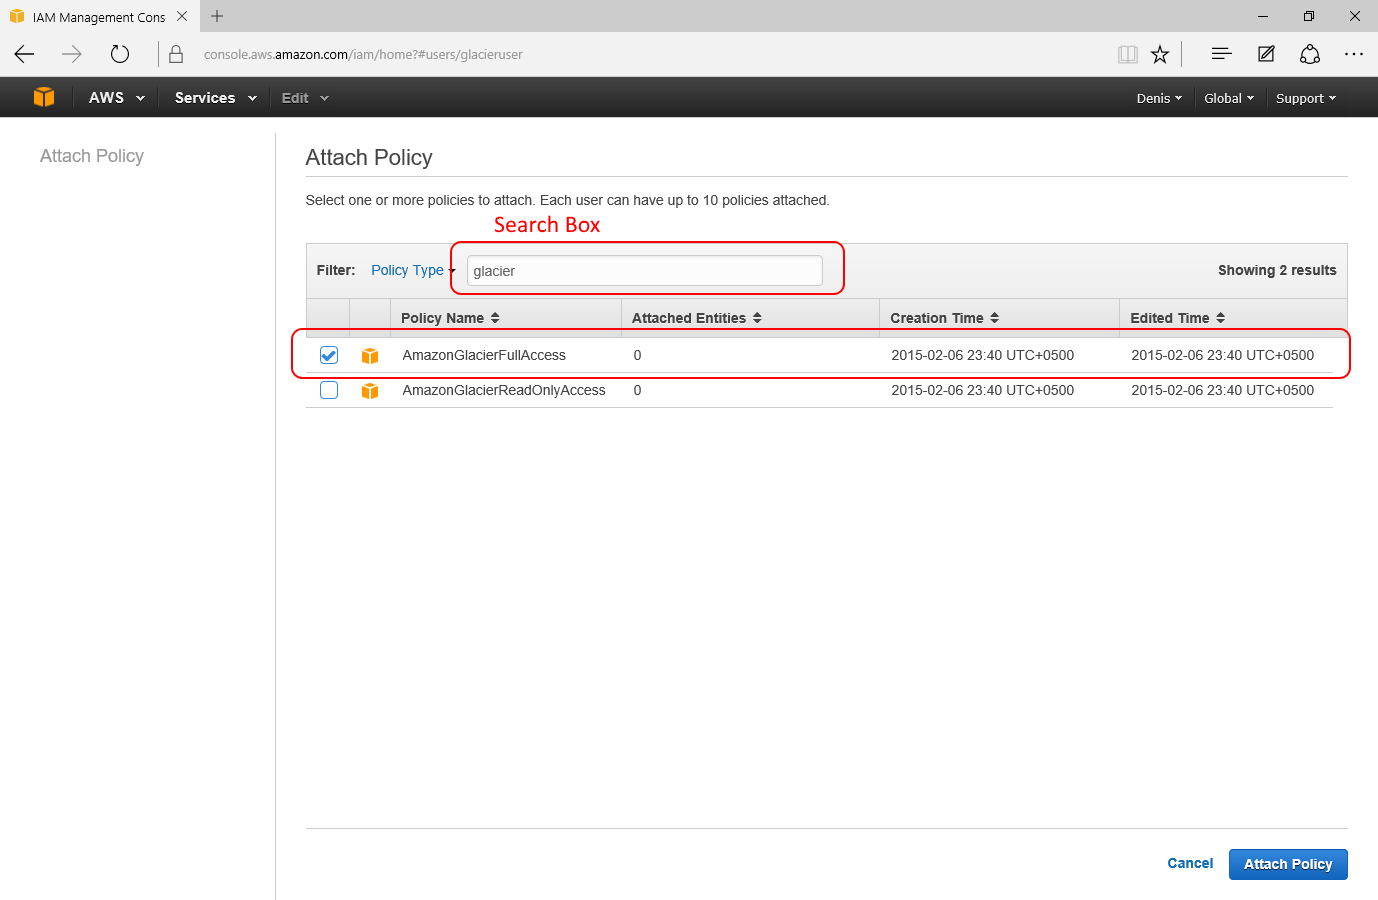 IAM Management Cons
console.aws.amazon.com/iam/home?#users/glacieruser
AWS Services Edit Denis Global Support
Attach Policy
Attach Policy
Select one or more policies to attach. Each user can have up to 10 policies attached.
Search Box
Filter: Policy Type glacier Showing 2 results
Policy Name Attached Entities Creation Time Edited Time
AmazonGlacierFullAccess 0 2015-02-06 23:40 UTC+0500 2015-02-06 23:40 UTC+0500
AmazonGlacierReadOnlyAccess 0 2015-02-06 23:40 UTC+0500 2015-02-06 23:40 UTC+0500
Cancel Attach Policy